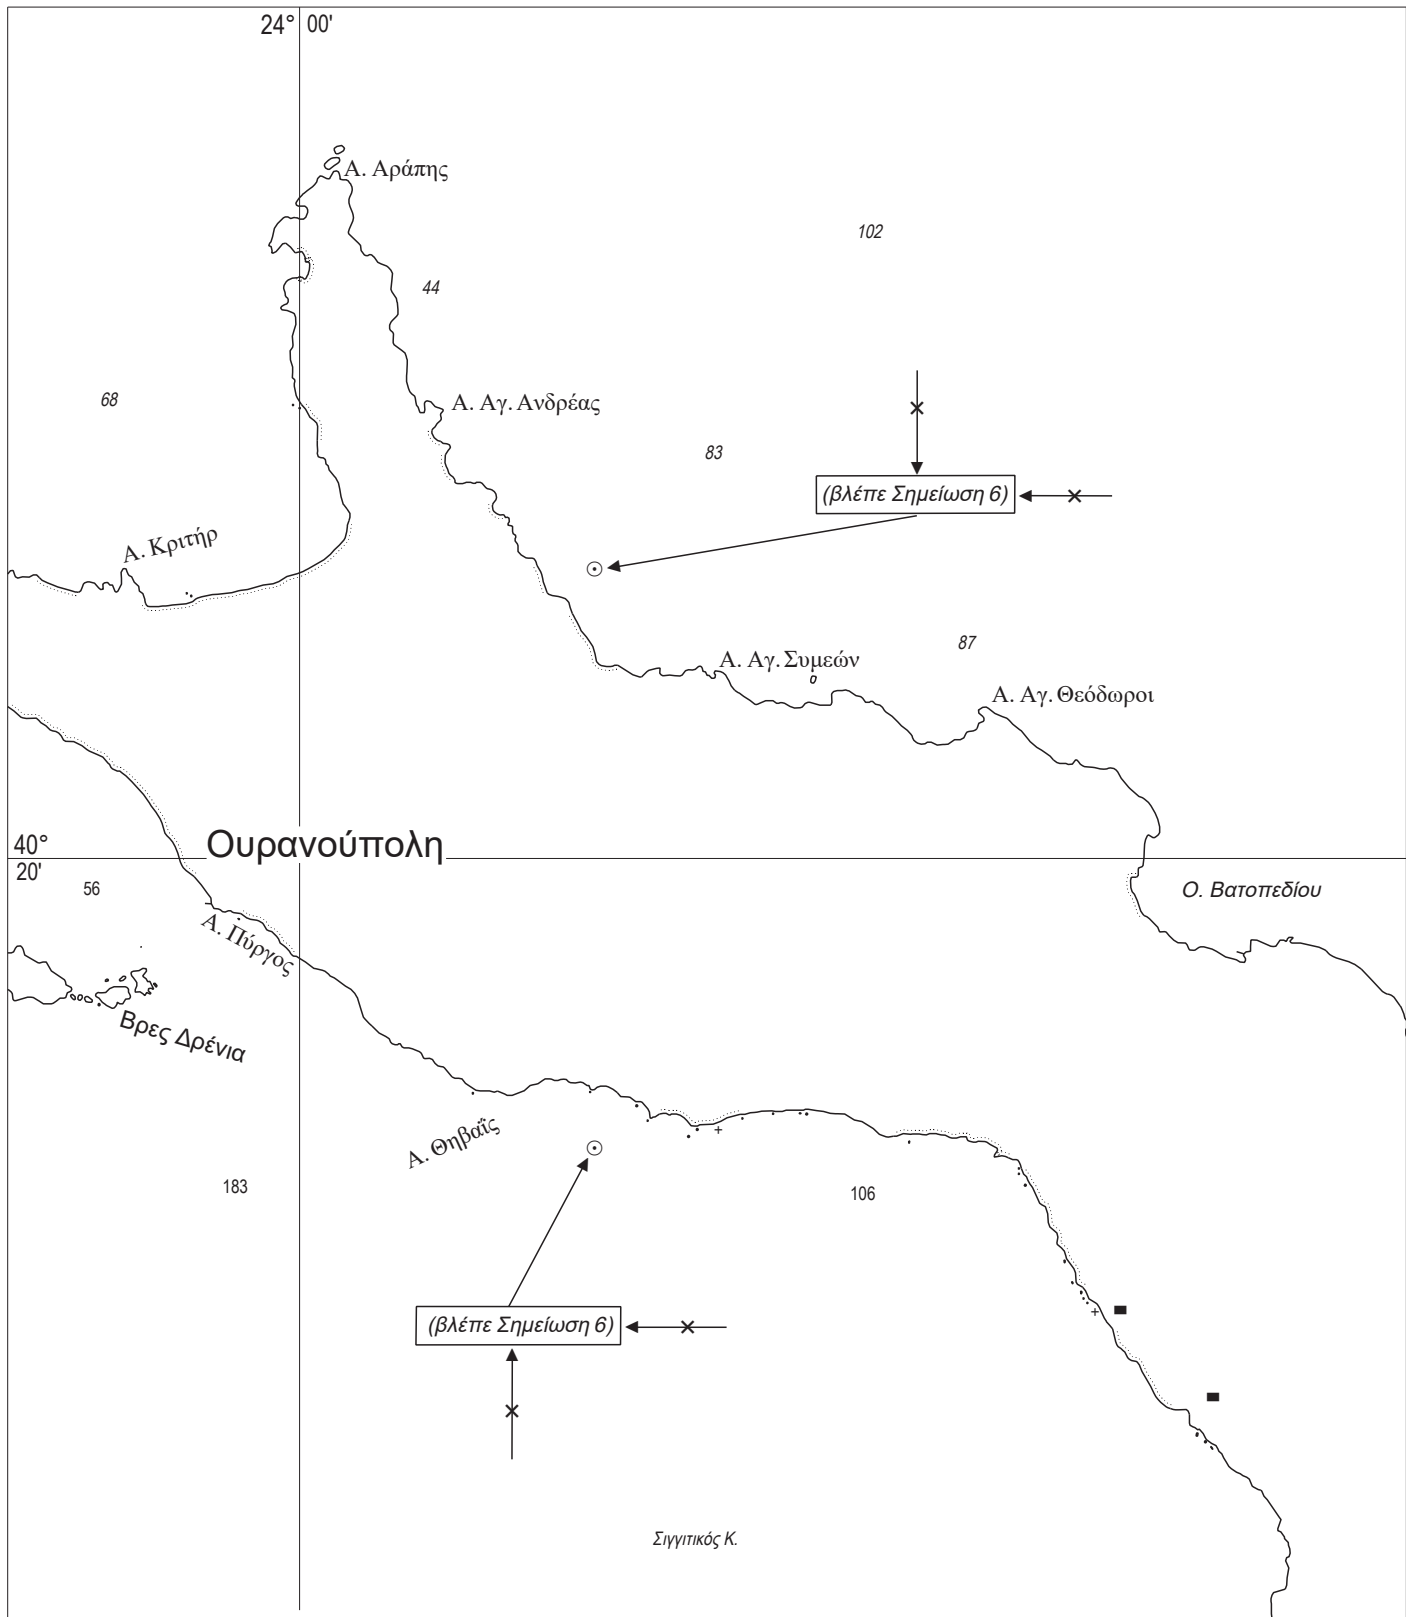 24° 00'
Α. Αράπης
102
44
68
Α. Αγ. Ανδρέας
83
(βλέπε Σημείωση 6)
Α. Κριτήρ
87
Α. Αγ. Συμεών
Α. Αγ. Θεόδωροι
40°
Ουρανούπολη
20'
56
Ο. Βατοπεδίου
Α. Πύργος
Βρες Δρένια
Α. Θηβαΐς
183
106
(βλέπε Σημείωση 6)
Σιγγιτικός Κ.